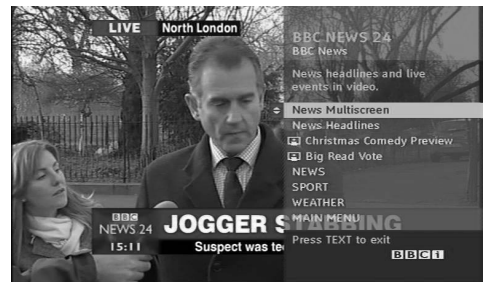 LIVE North London
BBC NEWS 24
BBC News
News headlines and live
events in video.
News Multiscreen
News Headlines
Christmas Comedy Preview
Big Read Vote
NEWS
SPORT
WEATHER
MAIN MENU
Press TEXT to exit
BBCi
BBC
NEWS 24
15:11
JOGGER STABBING
Suspect was